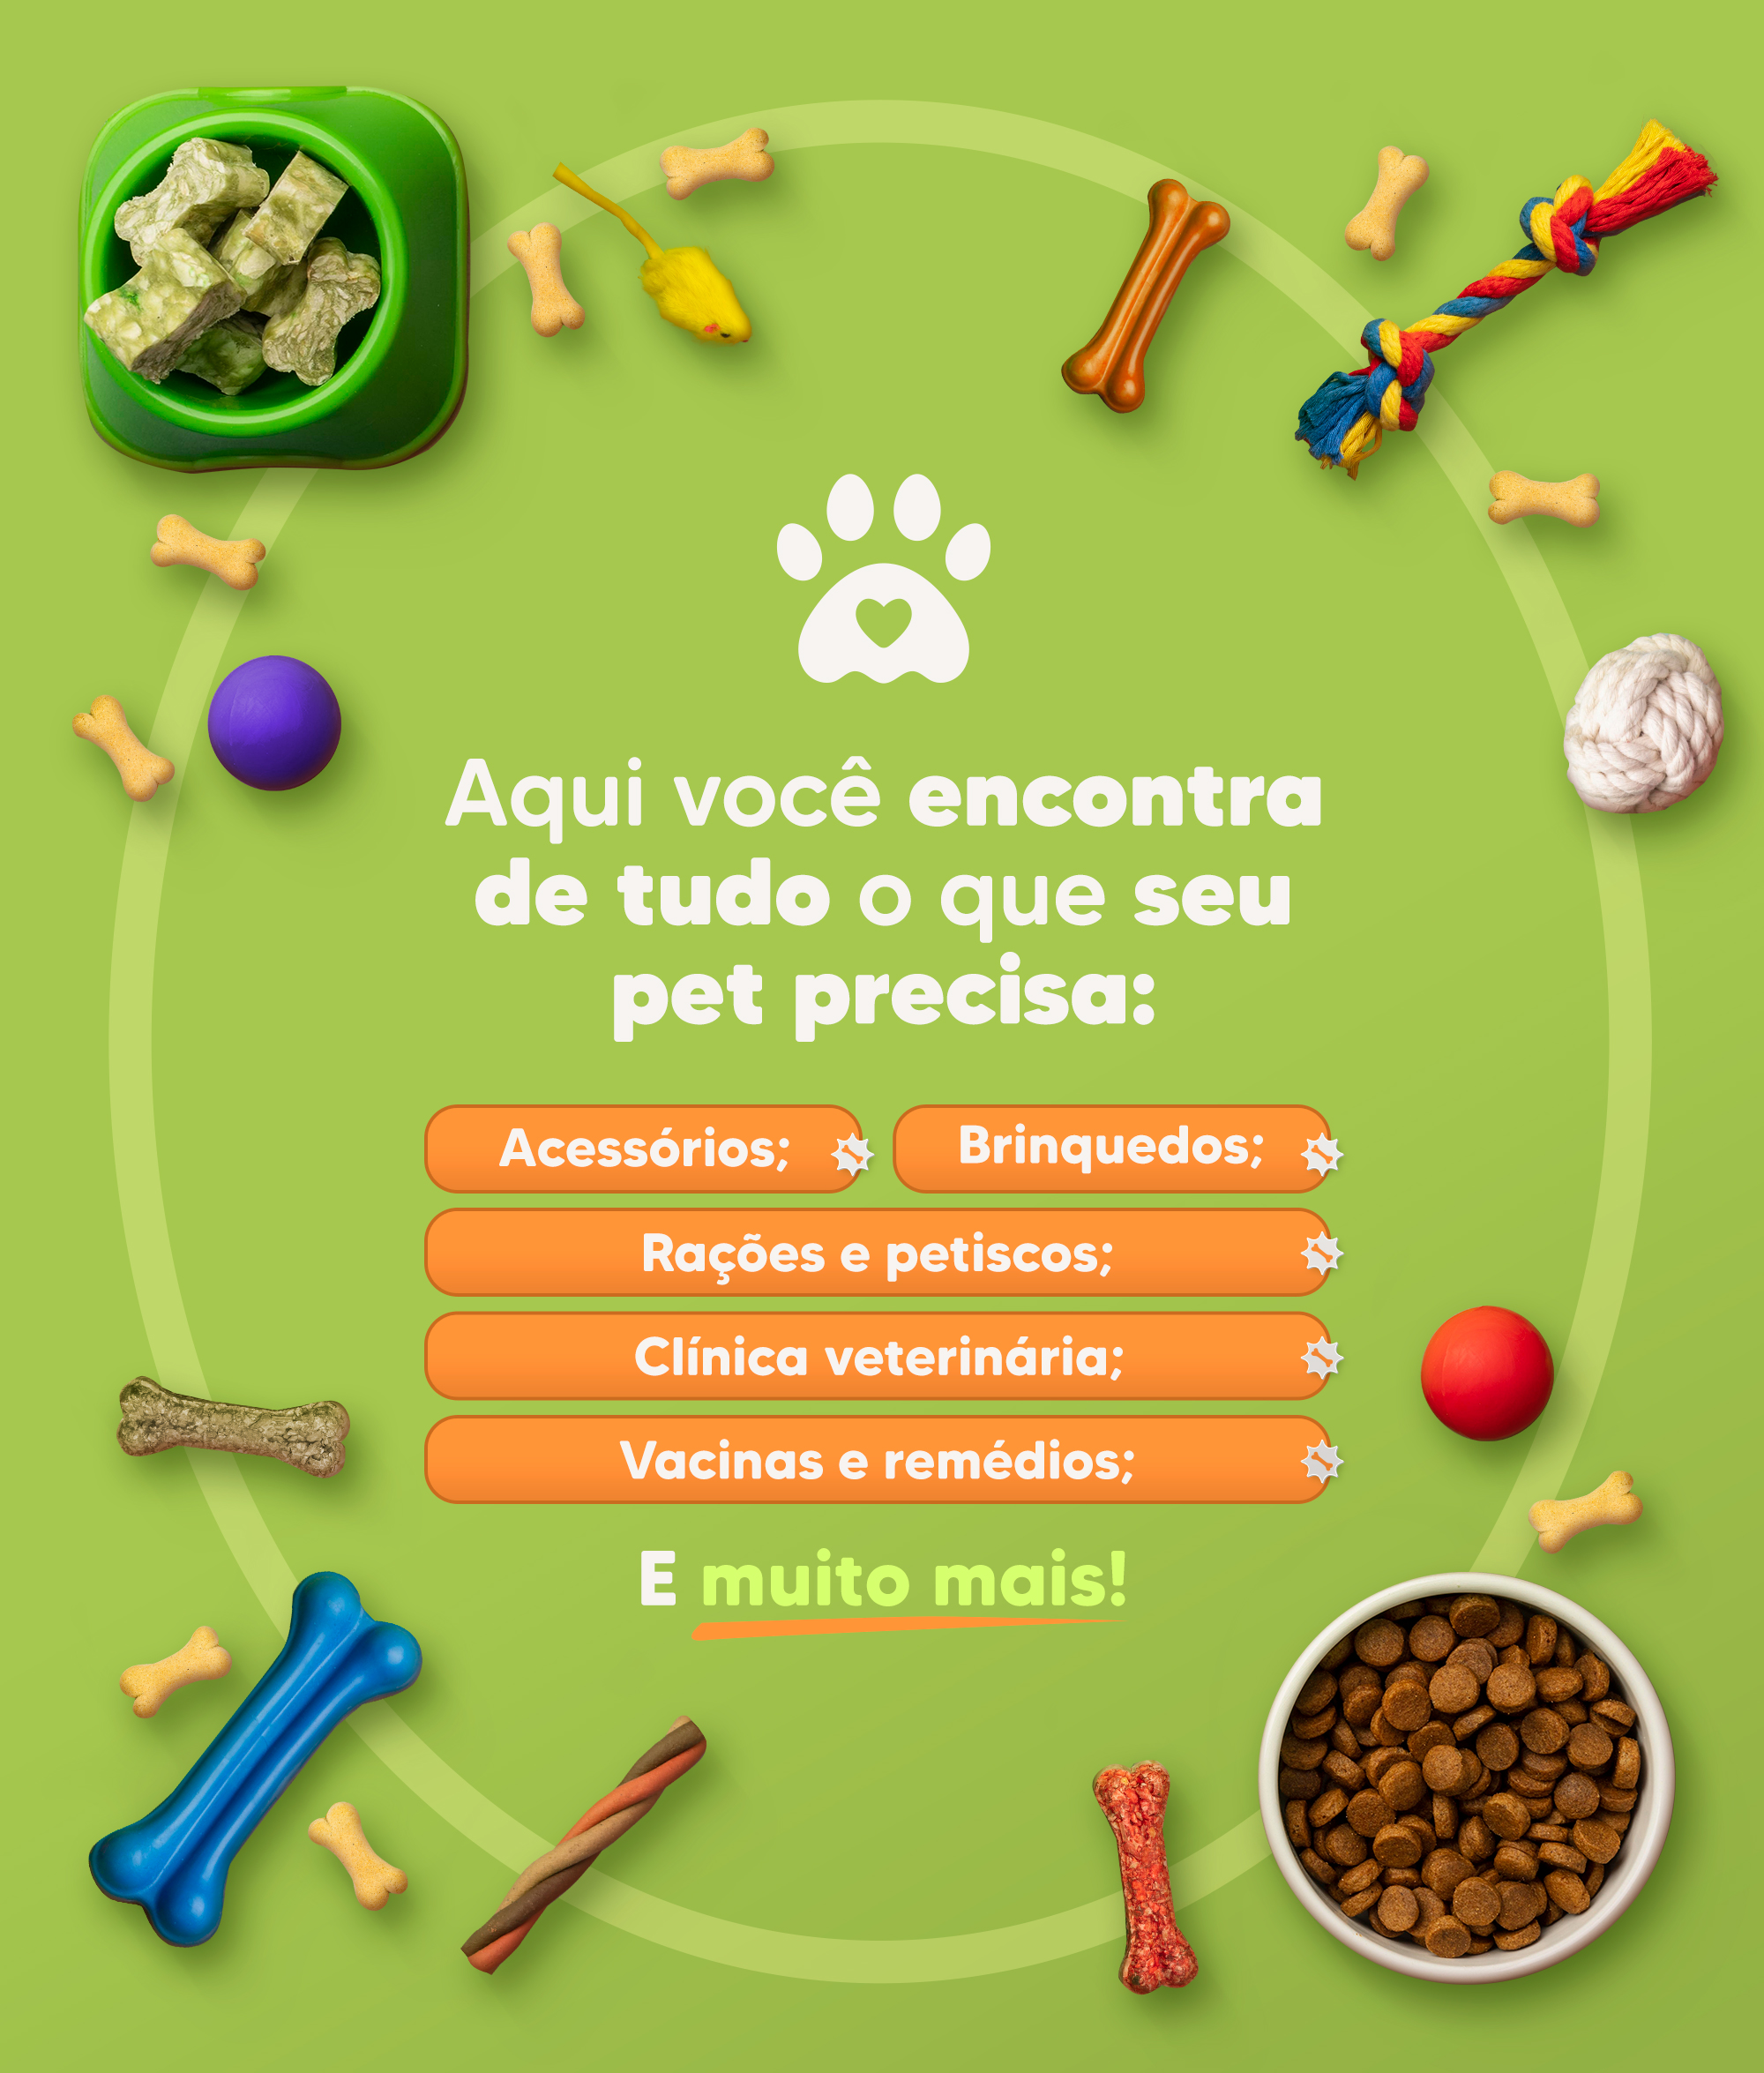 Aqui você encontra
de tudo o que seu
pet precisa:
Acessórios;
Brinquedos;
Rações e petiscos;
Clínica veterinária;
Vacinas e remédios;
E muito mais!